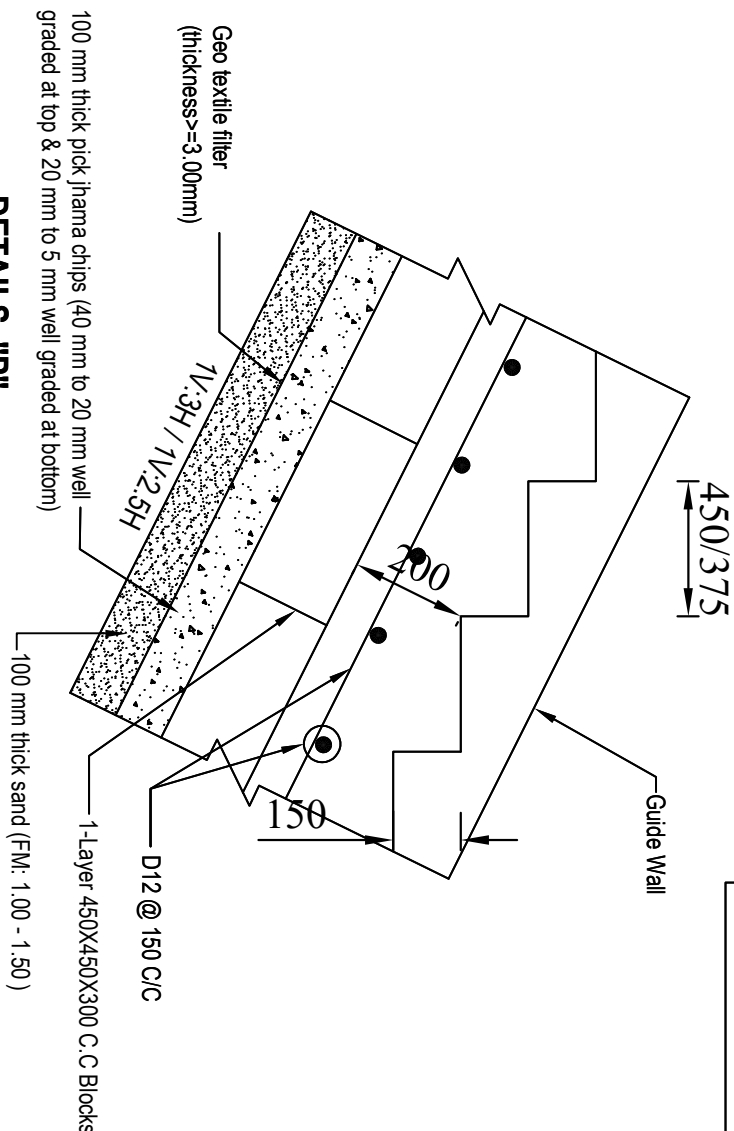 450/375
Guide Wall
200
150
D12 @ 150 C/C
1-Layer 450X450X300 C.C Blocks
100 mm thick sand (FM: 1.00 - 1.50 )
1V:3H / 1V:2.5H
Geo textile filter
(thickness>=3.00mm)
100 mm thick pick jhama chips (40 mm to 20 mm well
graded at top & 20 mm to 5 mm well graded at bottom)